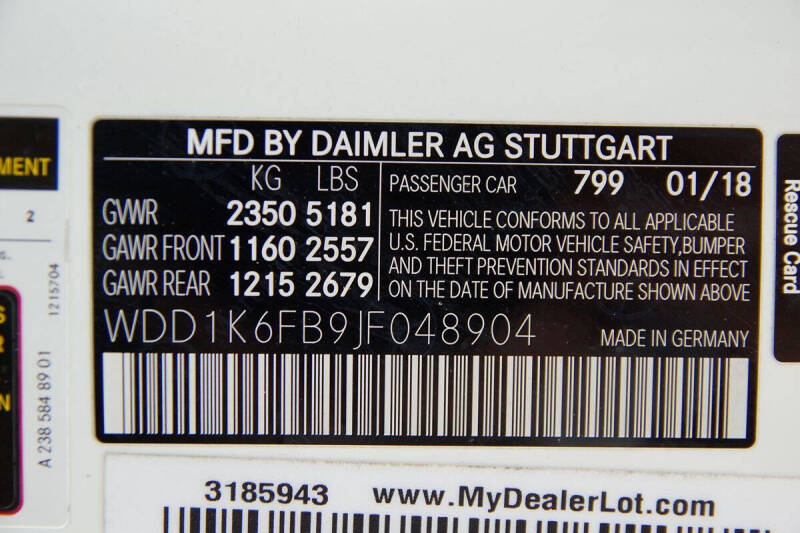 MFD BY DAIMLER AG STUTTGART
KG LBS
GVWR 2350 5181
GAWR FRONT 1160 2557
GAWR REAR 1215 2679
PASSENGER CAR 799 01/18
THIS VEHICLE CONFORMS TO ALL APPLICABLE
U.S. FEDERAL MOTOR VEHICLE SAFETY,BUMPER
AND THEFT PREVENTION STANDARDS IN EFFECT
ON THE DATE OF MANUFACTURE SHOWN ABOVE
WDD1K6FB9JF048904 MADE IN GERMANY
3185943 www.MyDealerLot.com
MENT
2
1215704
A 238 584 89 01
Rescue Card